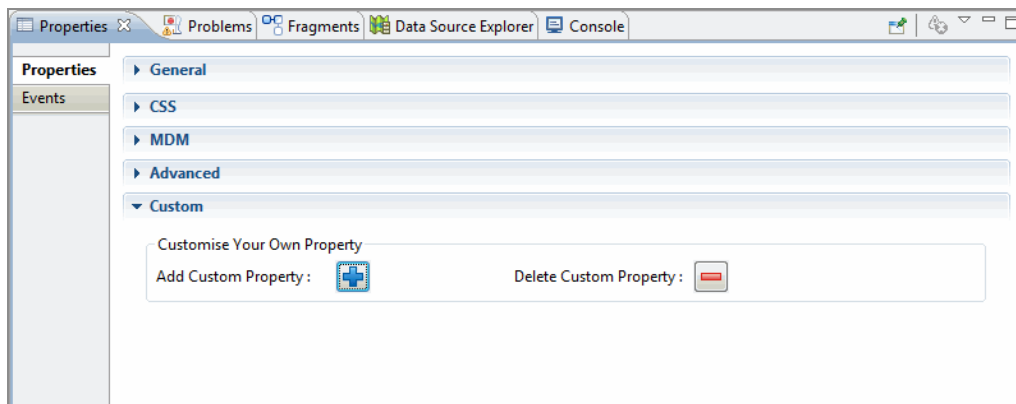 Properties Problems Fragments Data Source Explorer Console
Properties
Events
General
CSS
MDM
Advanced
Custom
Customise Your Own Property
Add Custom Property : Delete Custom Property :